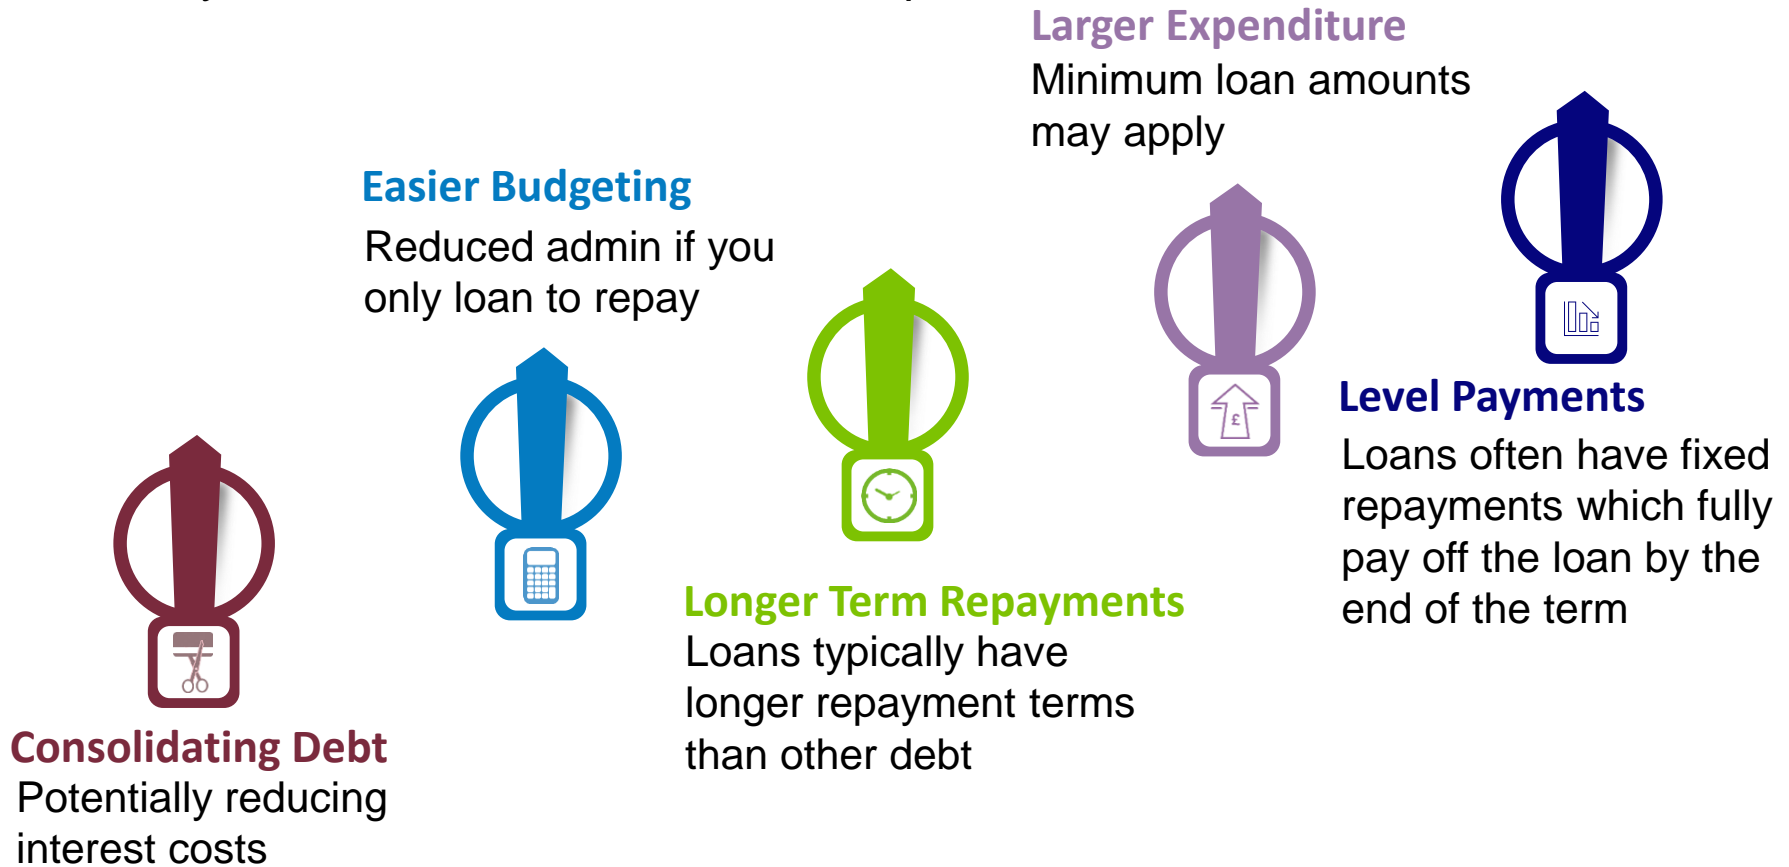 Larger Expenditure
Minimum loan amounts
may apply
Easier Budgeting
Reduced admin if you
only loan to repay
£
Level Payments
Loans often have fixed
repayments which fully
pay off the loan by the
end of the term
Longer Term Repayments
Loans typically have
longer repayment terms
than other debt
Consolidating Debt
Potentially reducing
interest costs